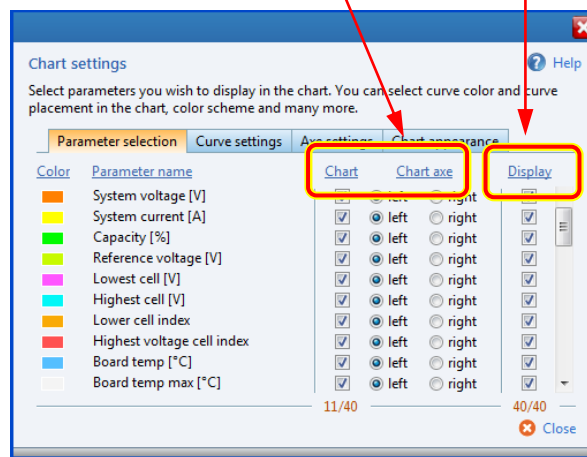 Chart settings
Help
Select parameters you wish to display in the chart. You can select curve color and curve
placement in the chart, color scheme and many more.
Parameter selection Curve settings Axe settings Chart appearance
Color Parameter name Chart Chart axe Display
System voltage [V] left right
System current [A] left right
Capacity [%] left right
Reference voltage [V] left right
Lowest cell [V] left right
Highest cell [V] left right
Lower cell index left right
Highest voltage cell index left right
Board temp [°C] left right
Board temp max [°C] left right
11/40 40/40
Close